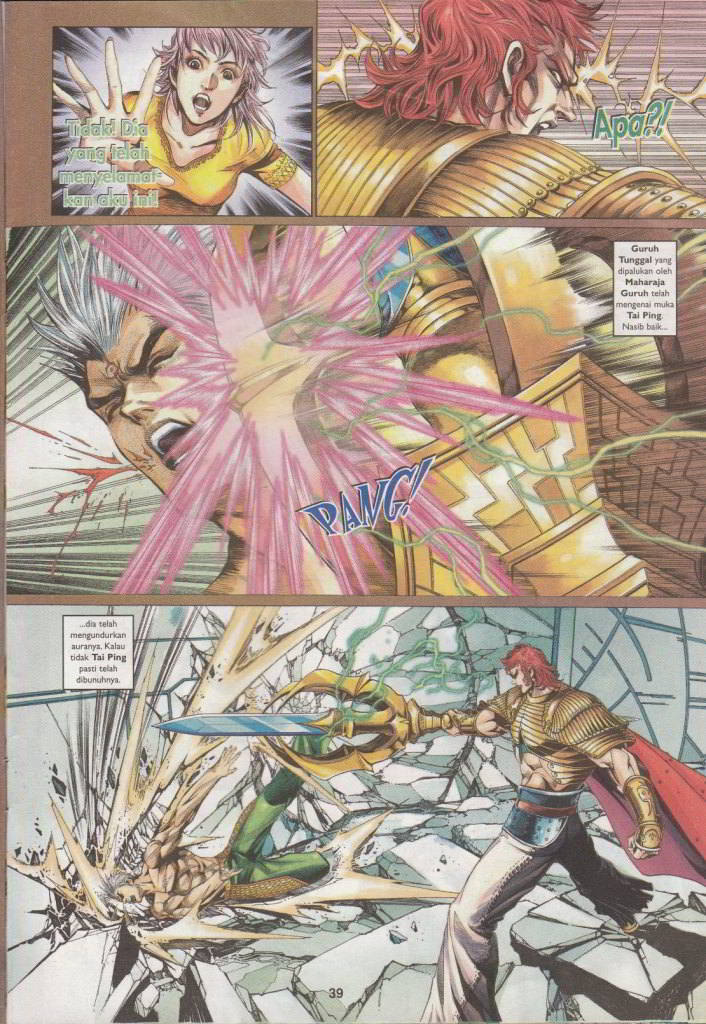 Tidak! Dia
yang telah
menyelamat-
kan aku ini!
Apa?!
Guruh
Tunggal yang
dipalukan oleh
Maharaja
Guruh telah
mengenai muka
Tai Ping.
Nasib baik...
PANG!
...dia telah
mengundurkan
auranya. Kalau
tidak Tai Ping
pasti telah
dibunuhnya.
39